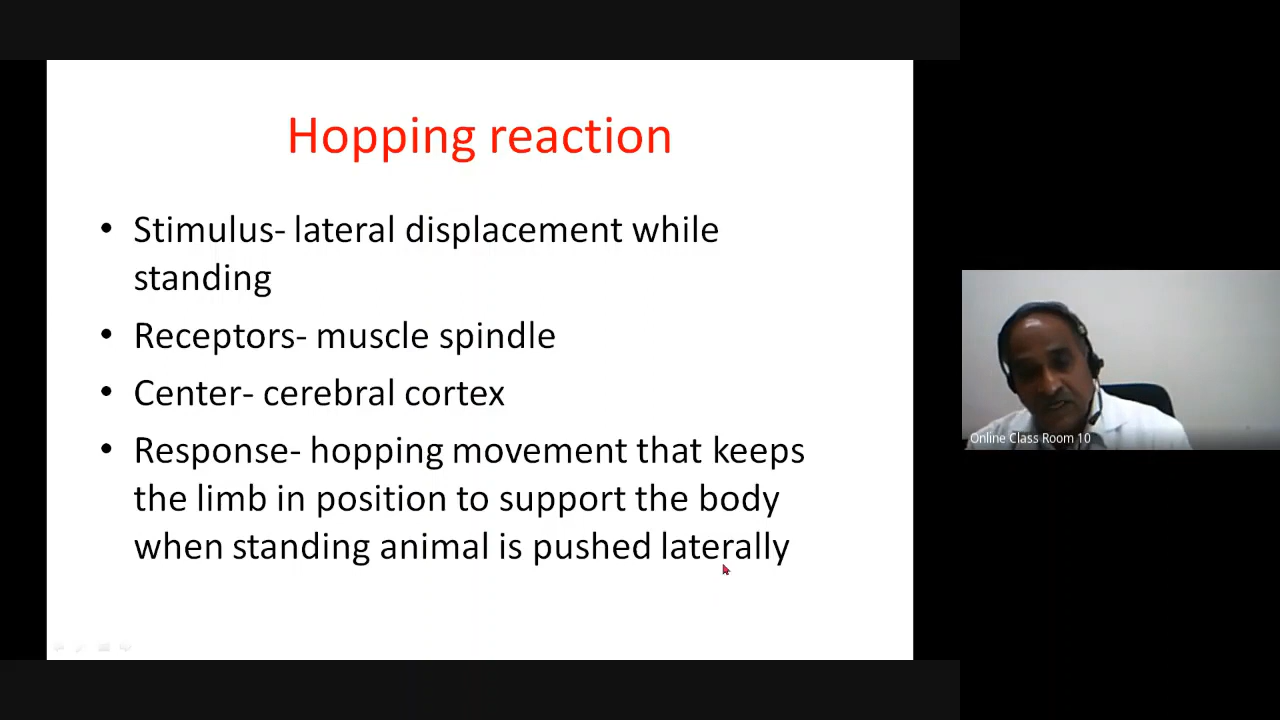 Hopping reaction
• Stimulus- lateral displacement while
standing
• Receptors- muscle spindle
• Center- cerebral cortex
• Response- hopping movement that keeps
the limb in position to support the body
when standing animal is pushed laterally
Online Class Room 10